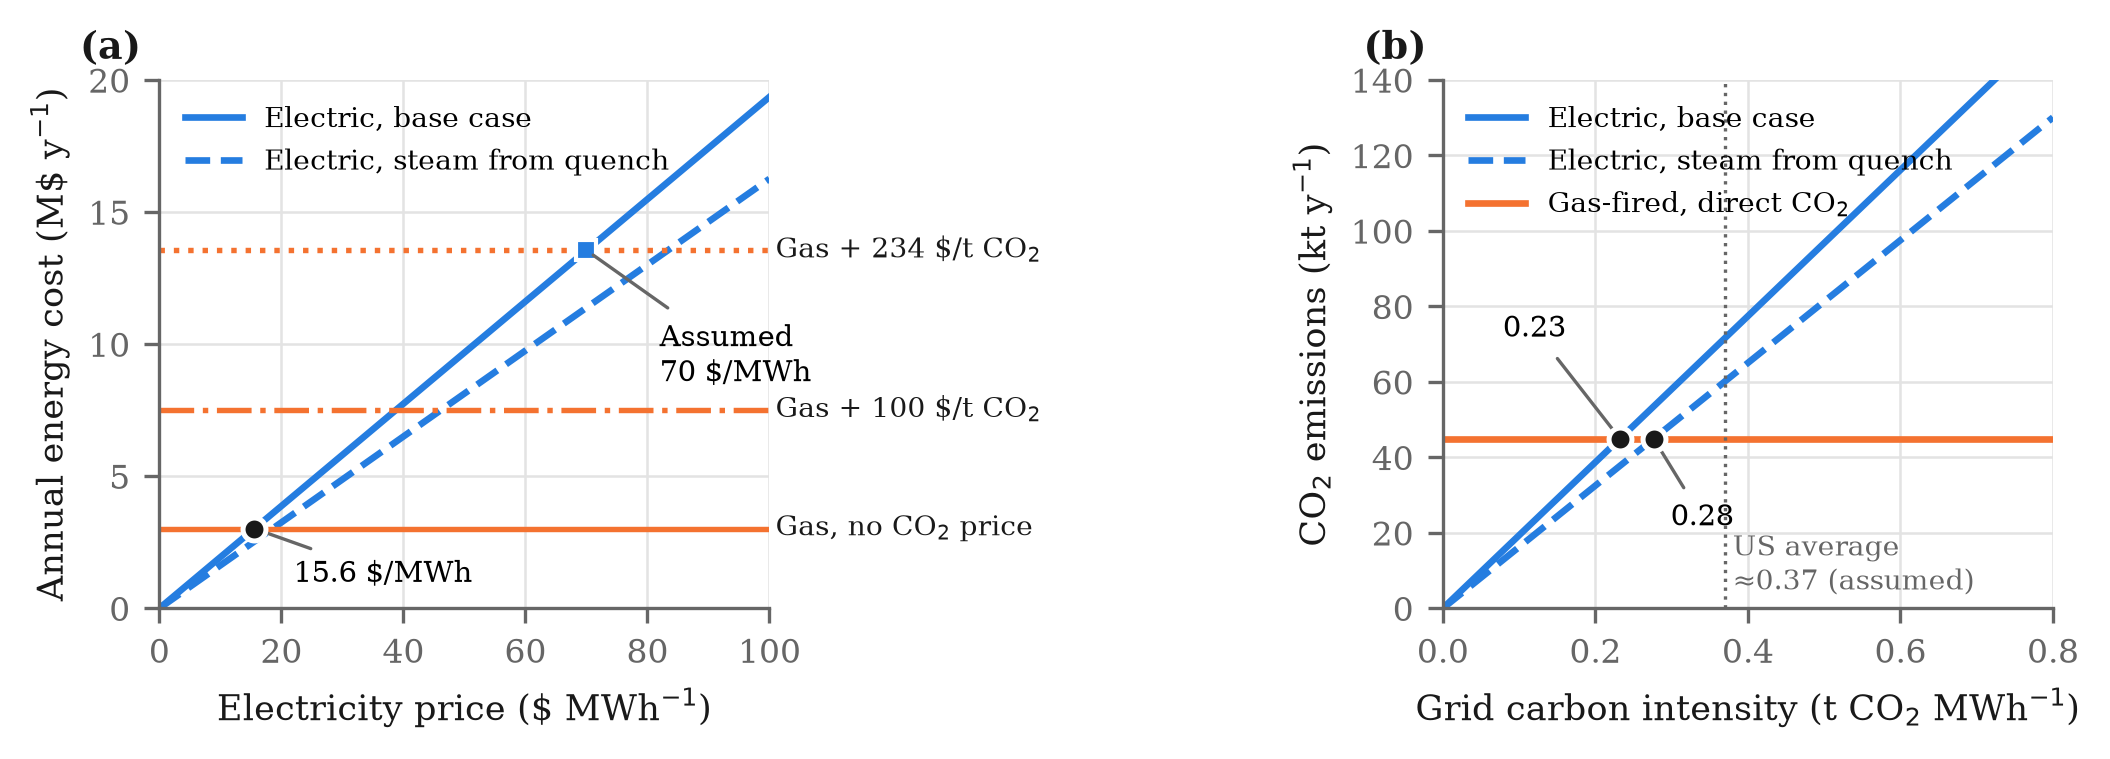 (a)
Annual energy cost (M$ y⁻¹)
20
15
10
5
0
Electric, base case
Electric, steam from quench
Gas + 234 $/t CO₂
Assumed
70 $/MWh
Gas + 100 $/t CO₂
Gas, no CO₂ price
15.6 $/MWh
0 20 40 60 80 100
Electricity price ($ MWh⁻¹)
(b)
CO₂ emissions (kt y⁻¹)
140
120
100
80
60
40
20
0
Electric, base case
Electric, steam from quench
Gas-fired, direct CO₂
0.23
0.28
US average
≈0.37 (assumed)
0.0 0.2 0.4 0.6 0.8
Grid carbon intensity (t CO₂ MWh⁻¹)